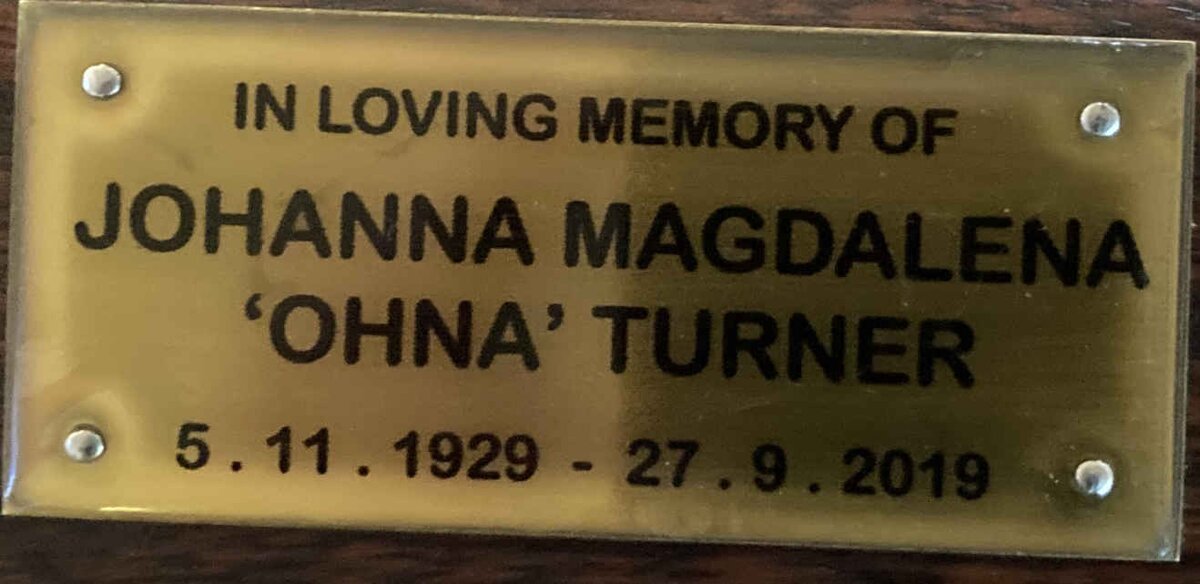 IN LOVING MEMORY OF
JOHANNA MAGDALENA
‘OHNA’ TURNER
5 . 11 . 1929 - 27 . 9 . 2019